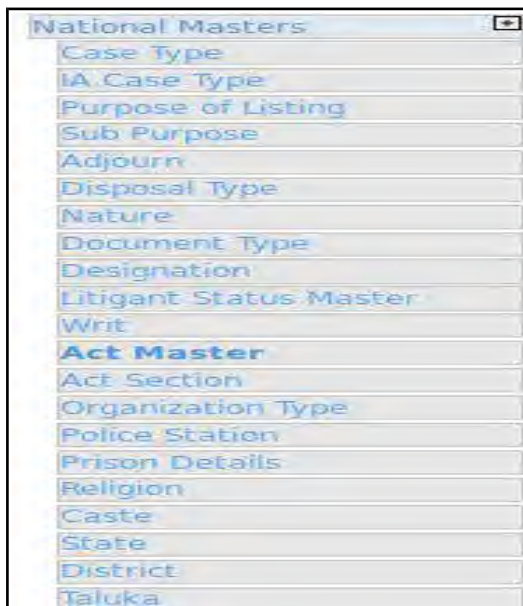 National Masters
Case Type
IA Case Type
Purpose of Listing
Sub Purpose
Adjourn
Disposal Type
Nature
Document Type
Designation
Litigant Status Master
Writ
Act Master
Act Section
Organization Type
Police Station
Prison Details
Religion
Caste
State
District
Taluka